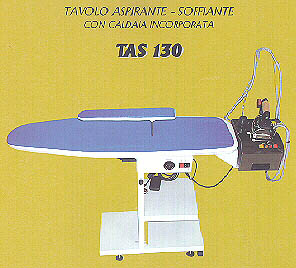 TAVOLO ASPIRANTE - SOFFIANTE
CON CALDAIA INCORPORATA
TAS 130